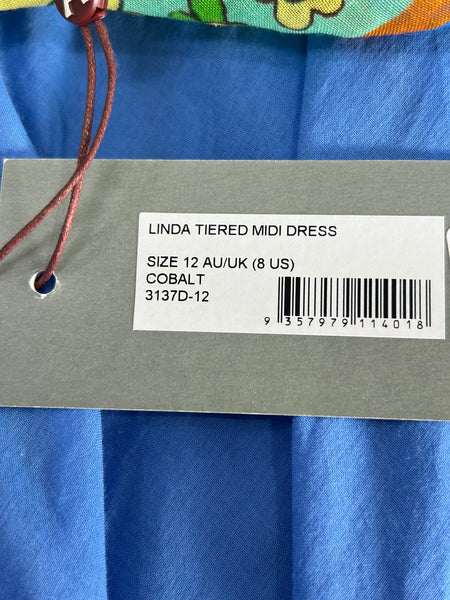 LINDA TIERED MIDI DRESS
SIZE 12 AU/UK (8 US)
COBALT
3137D-12
9 357979 114018